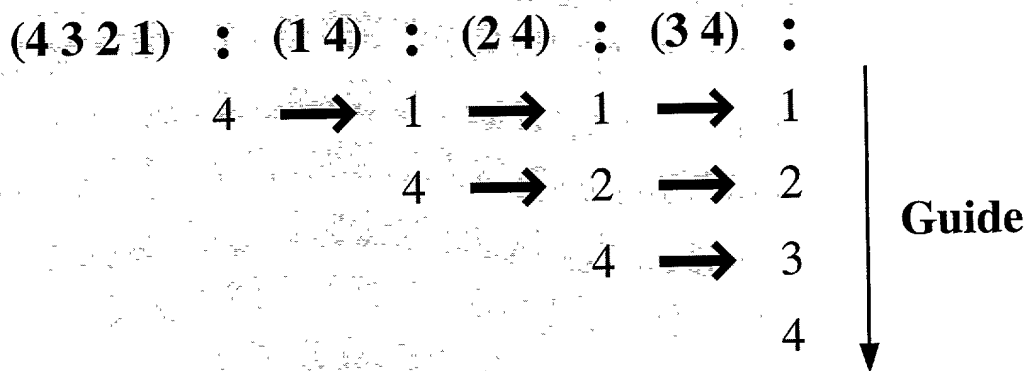 (4 3 2 1) : (1 4) : (2 4) : (3 4) :
4 → 1 → 1 → 1
4 → 2 → 2
Guide
4 → 3
4